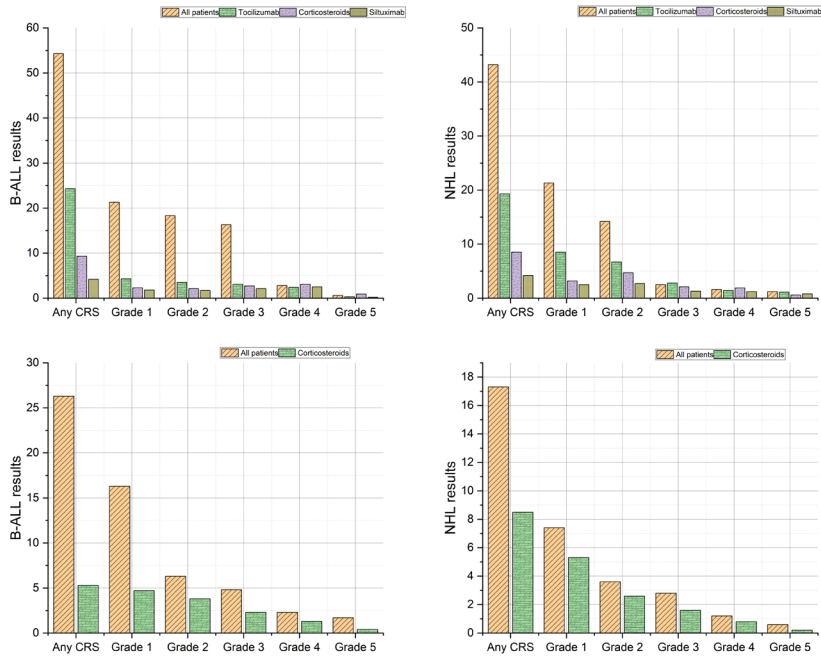 All patients Tocilizumab Corticosteroids Siltuximab
60
50
40
30
20
10
0
B-ALL results
Any CRS Grade 1 Grade 2 Grade 3 Grade 4 Grade 5
All patients Tocilizumab Corticosteroids Siltuximab
50
40
30
20
10
0
NHL results
Any CRS Grade 1 Grade 2 Grade 3 Grade 4 Grade 5
All patients Corticosteroids
30
25
20
15
10
5
0
B-ALL results
Any CRS Grade 1 Grade 2 Grade 3 Grade 4 Grade 5
All patients Corticosteroids
18
16
14
12
10
8
6
4
2
0
NHL results
Any CRS Grade 1 Grade 2 Grade 3 Grade 4 Grade 5